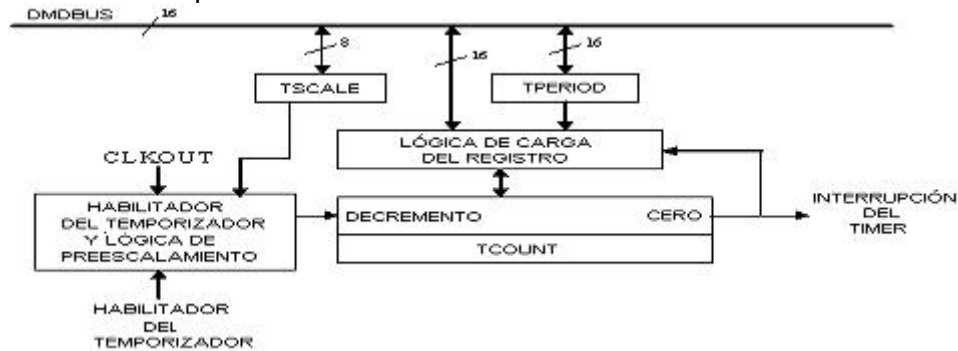 DMDBUS 16
8
16
16
TSCALE
TPERIOD
LÓGICA DE CARGA
DEL REGISTRO
CLKOUT
HABILITADOR
DEL TEMPORIZADOR
Y LÓGICA DE
PREESCALAMIENTO
DECREMENTO CERO
TCOUNT
INTERRUPCIÓN
DEL
TIMER
HABILITADOR
DEL
TEMPORIZADOR